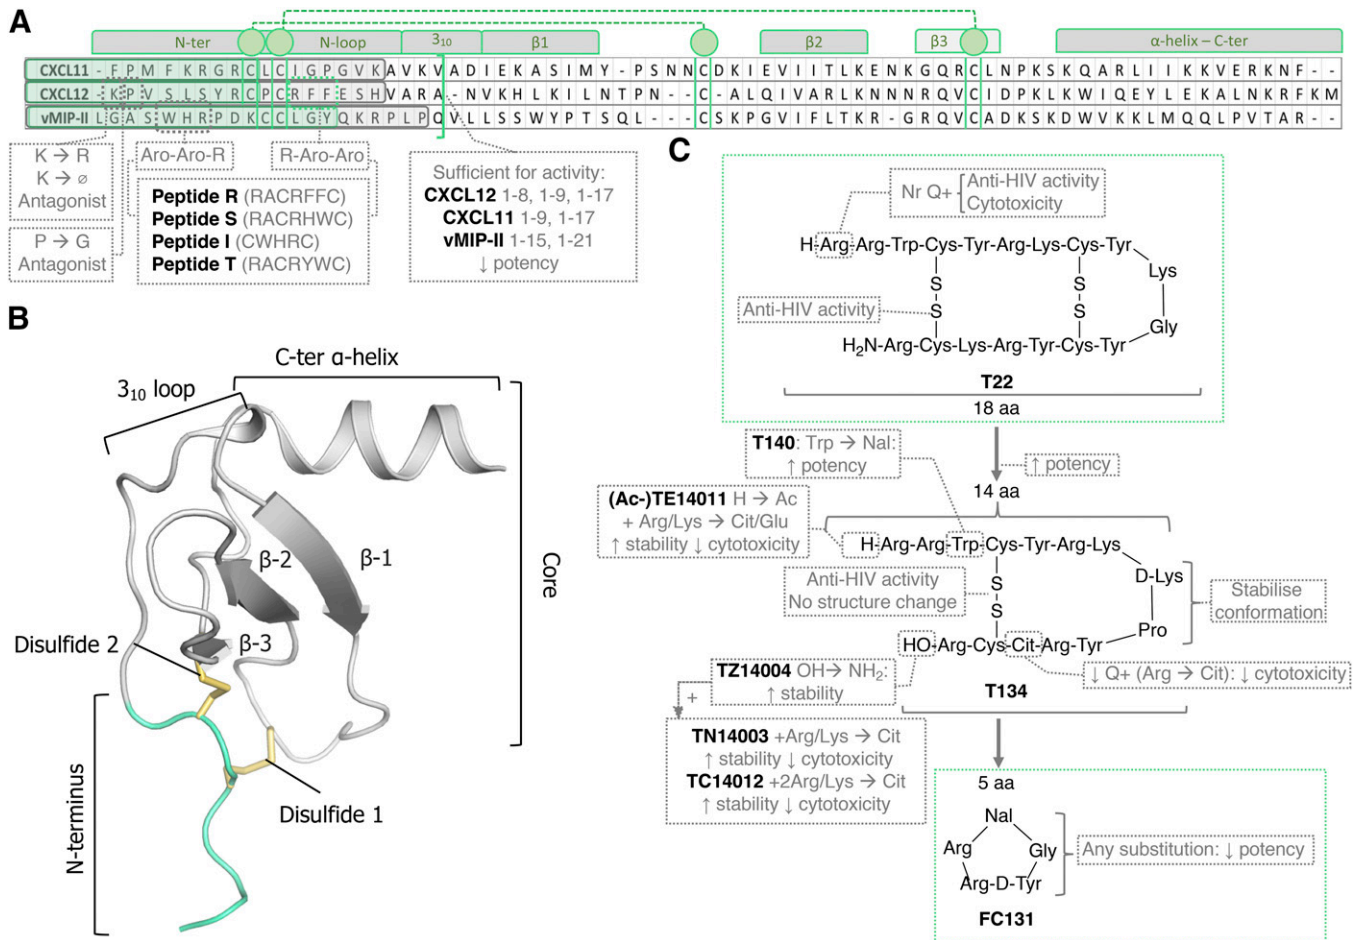 A
N-ter
N-loop
3₁₀
β1
β2
β3
α-helix – C-ter
CXCL11 - F P M F K R G R C L C I G P G V K A V K V A D I E K A S I M Y - P S N N C D K I E V I I T L K E N K G Q R C L N P K S K Q A R L I I K K V E R K N F - -
CXCL12 - K P V S L S Y R C P C R F F E S H V A R A - N V K H L K I L N T P N - - C - A L Q I V A R L K N N N R Q V C I D P K L K W I Q E Y L E K A L N K R F K M
vMIP-II L G A S W H R P D K C C L G Y Q K R P L P Q V L L S S W Y P T S Q L - - C S K P G V I F L T K R - G R Q V C A D K S K D W V K K L M Q Q L P V T A R - -
K → R
K → ø
Antagonist
P → G
Antagonist
Aro-Aro-R
R-Aro-Aro
Peptide R (RACRFFC)
Peptide S (RACRHWC)
Peptide I (CWHRC)
Peptide T (RACRYWC)
Sufficient for activity:
CXCL12 1-8, 1-9, 1-17
CXCL11 1-9, 1-17
vMIP-II 1-15, 1-21
↓ potency
B
C-ter α-helix
3₁₀ loop
β-2
β-1
β-3
Core
Disulfide 2
Disulfide 1
N-terminus
C
Nr Q+
Anti-HIV activity
Cytotoxicity
H-Arg-Arg-Trp-Cys-Tyr-Arg-Lys-Cys-Tyr
Lys
S
S
S
S
Anti-HIV activity
Gly
H₂N-Arg-Cys-Lys-Arg-Tyr-Cys-Tyr
T22
18 aa
↑ potency
T140: Trp → Nal:
↑ potency
14 aa
(Ac-)TE14011 H → Ac
+ Arg/Lys → Cit/Glu
↑ stability ↓ cytotoxicity
H-Arg-Arg-Trp-Cys-Tyr-Arg-Lys
D-Lys
S
S
Anti-HIV activity
No structure change
Stabilise
conformation
Pro
HO-Arg-Cys-Cit-Arg-Tyr
T134
↓ Q+ (Arg → Cit): ↓ cytotoxicity
TZ14004 OH→ NH₂:
↑ stability
+
TN14003 +Arg/Lys → Cit
↑ stability ↓ cytotoxicity
TC14012 +2Arg/Lys → Cit
↑ stability ↓ cytotoxicity
5 aa
Nal
Arg
Gly
Arg-D-Tyr
FC131
Any substitution: ↓ potency